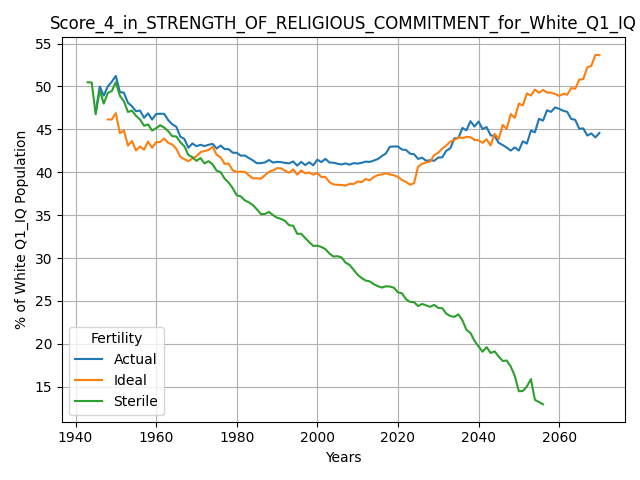 Score_4_in_STRENGTH_OF_RELIGIOUS_COMMITMENT_for_White_Q1_IQ
% of White Q1_IQ Population
55
50
45
40
35
30
25
20
15
Fertility
Actual
Ideal
Sterile
1940 1960 1980 2000 2020 2040 2060
Years